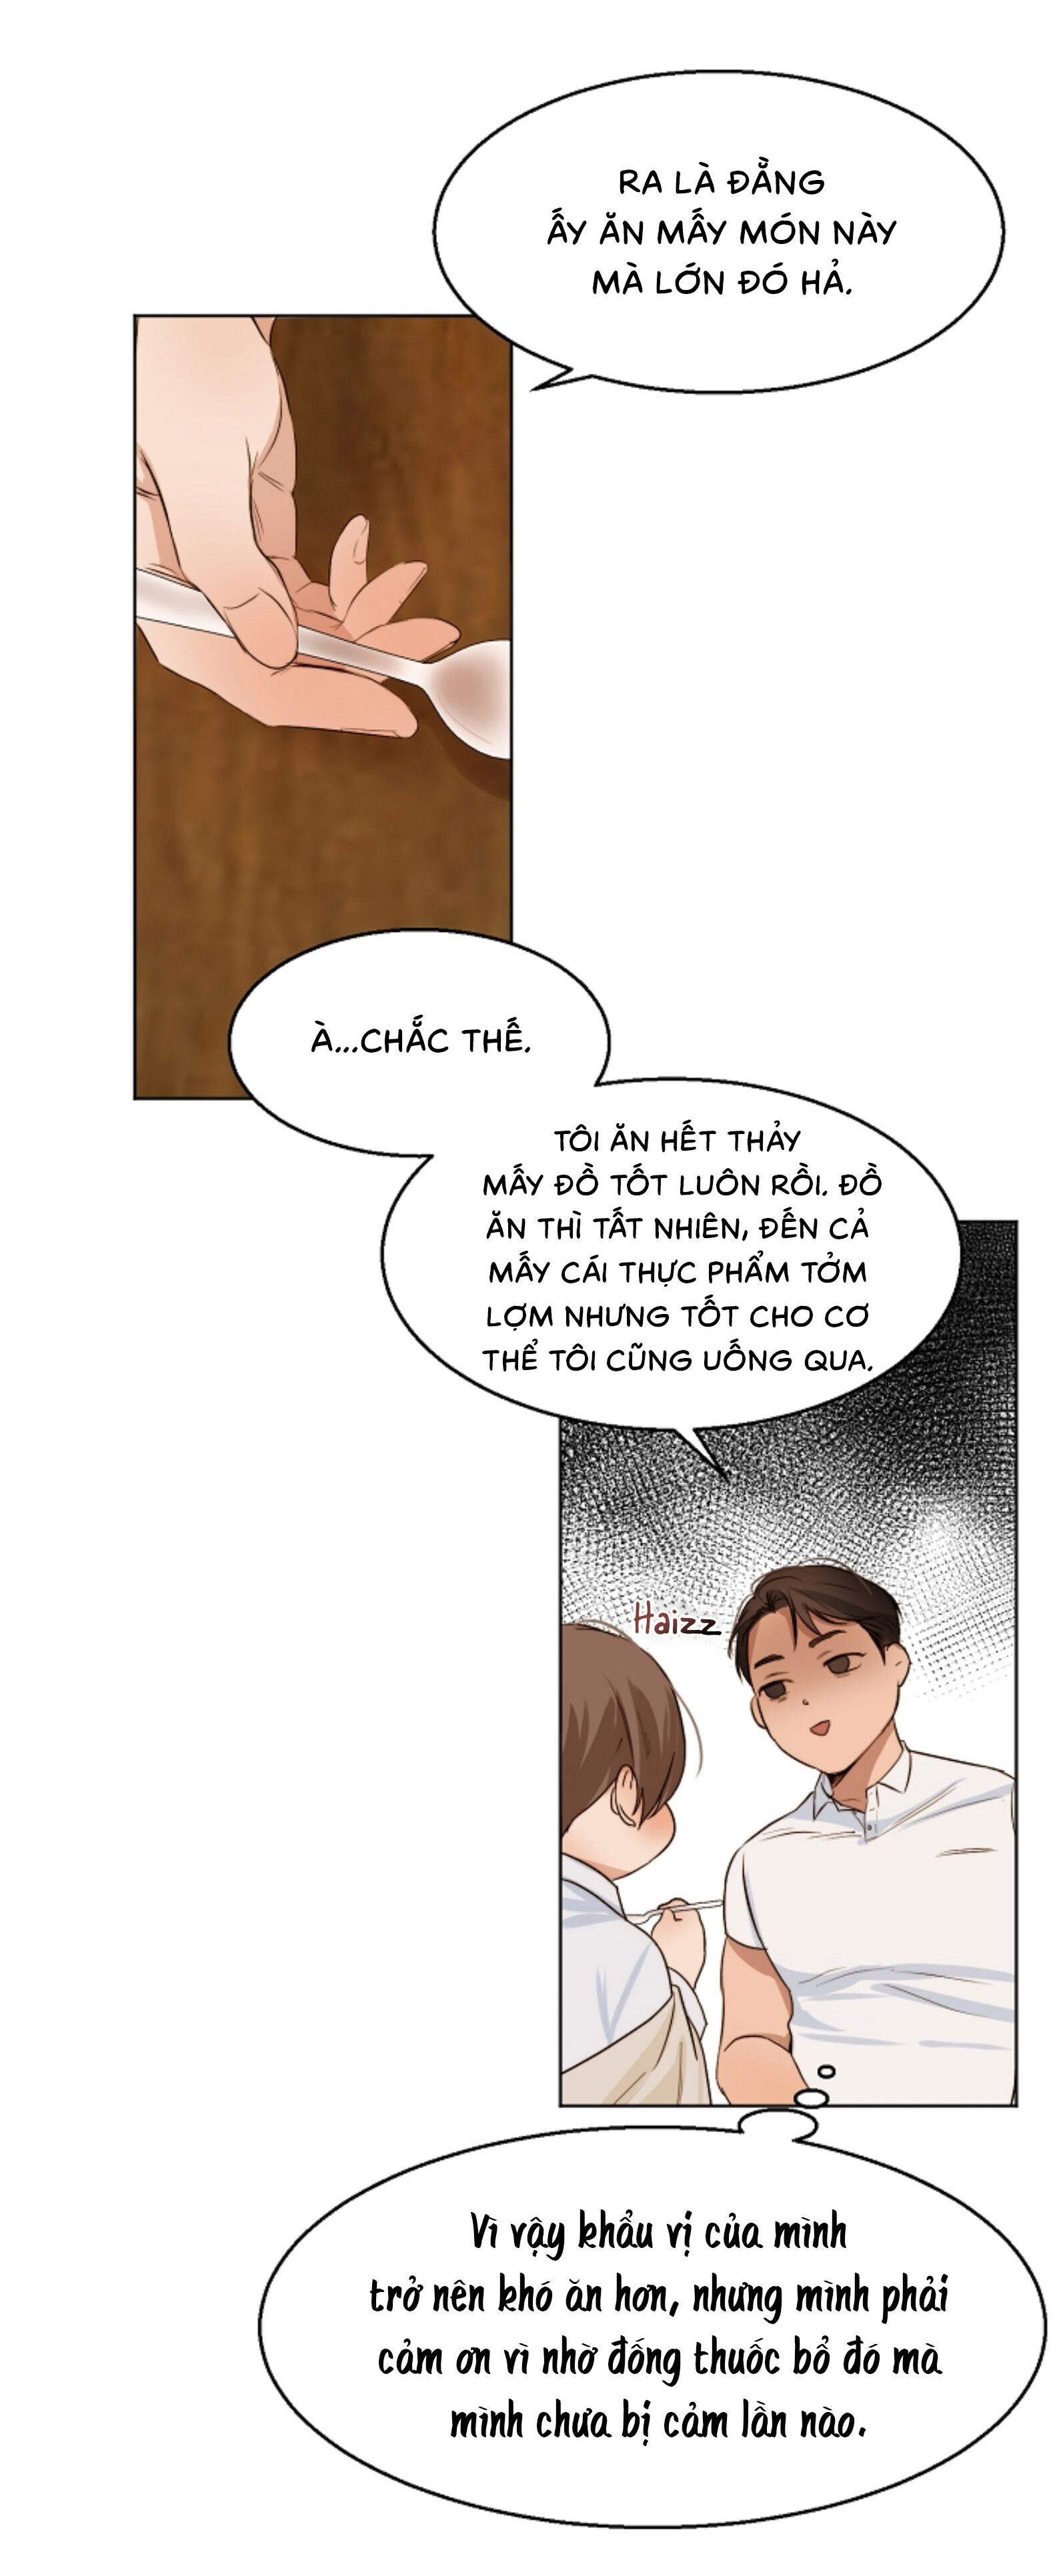 RA LÀ ĐẰNG
ẤY ĂN MẤY MÓN NÀY
MÀ LỚN ĐÓ HẢ.
À...CHẮC THẾ.
TÔI ĂN HẾT THẢY
MẤY ĐỒ TỐT LUÔN RỒI. ĐỒ
ĂN THÌ TẤT NHIÊN, ĐẾN CẢ
MẤY CÁI THỰC PHẨM TỞM
LỢM NHƯNG TỐT CHO CƠ
THỂ TÔI CŨNG UỐNG QUA.
Haizz
Vì vậy khẩu vị của mình
trở nên khó ăn hơn, nhưng mình phải
cảm ơn vì nhờ đống thuốc bổ đó mà
mình chưa bị cảm lần nào.